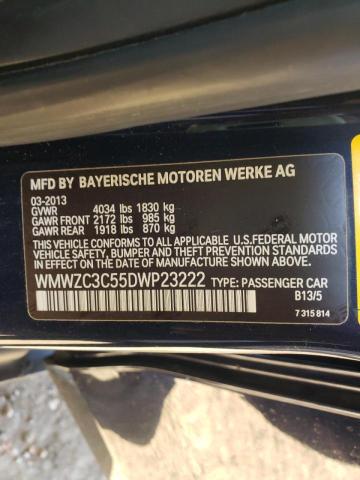 MFD BY BAYERISCHE MOTOREN WERKE AG
03-2013
GVWR 4034 lbs 1830 kg
GAWR FRONT 2172 lbs 985 kg
GAWR REAR 1918 lbs 870 kg
THIS VEHICLE CONFORMS TO ALL APPLICABLE U.S.FEDERAL MOTOR
VEHICLE SAFETY, BUMPER AND THEFT PREVENTION STANDARDS
IN EFFECT ON THE DATE OF MANUFACTURE SHOWN ABOVE.
WMWZC3C55DWP23222 TYPE: PASSENGER CAR
B13/5
7 315 814